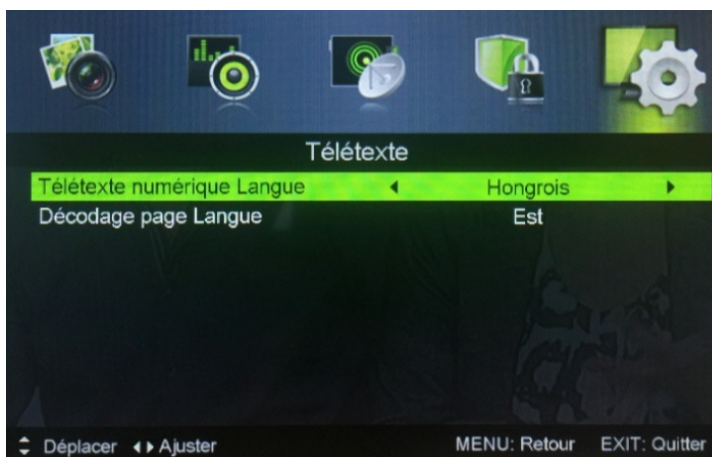 Télétexte
Télétexte numérique Langue Hongrois
Décodage page Langue Est
Déplacer Ajuster MENU: Retour EXIT: Quitter